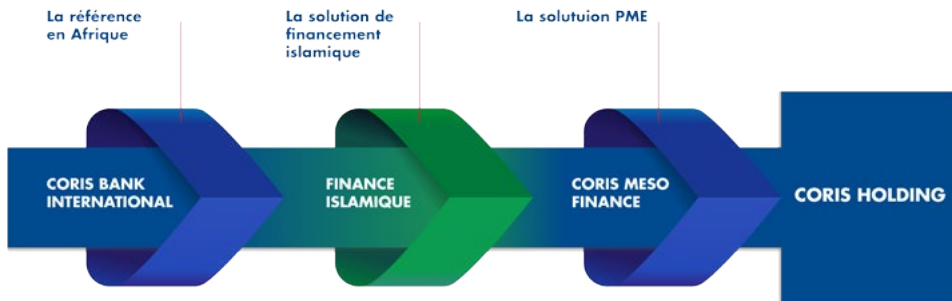 La référence
en Afrique
La solution de
financement
islamique
La solutuion PME
CORIS BANK
INTERNATIONAL
FINANCE
ISLAMIQUE
CORIS MESO
FINANCE
CORIS HOLDING